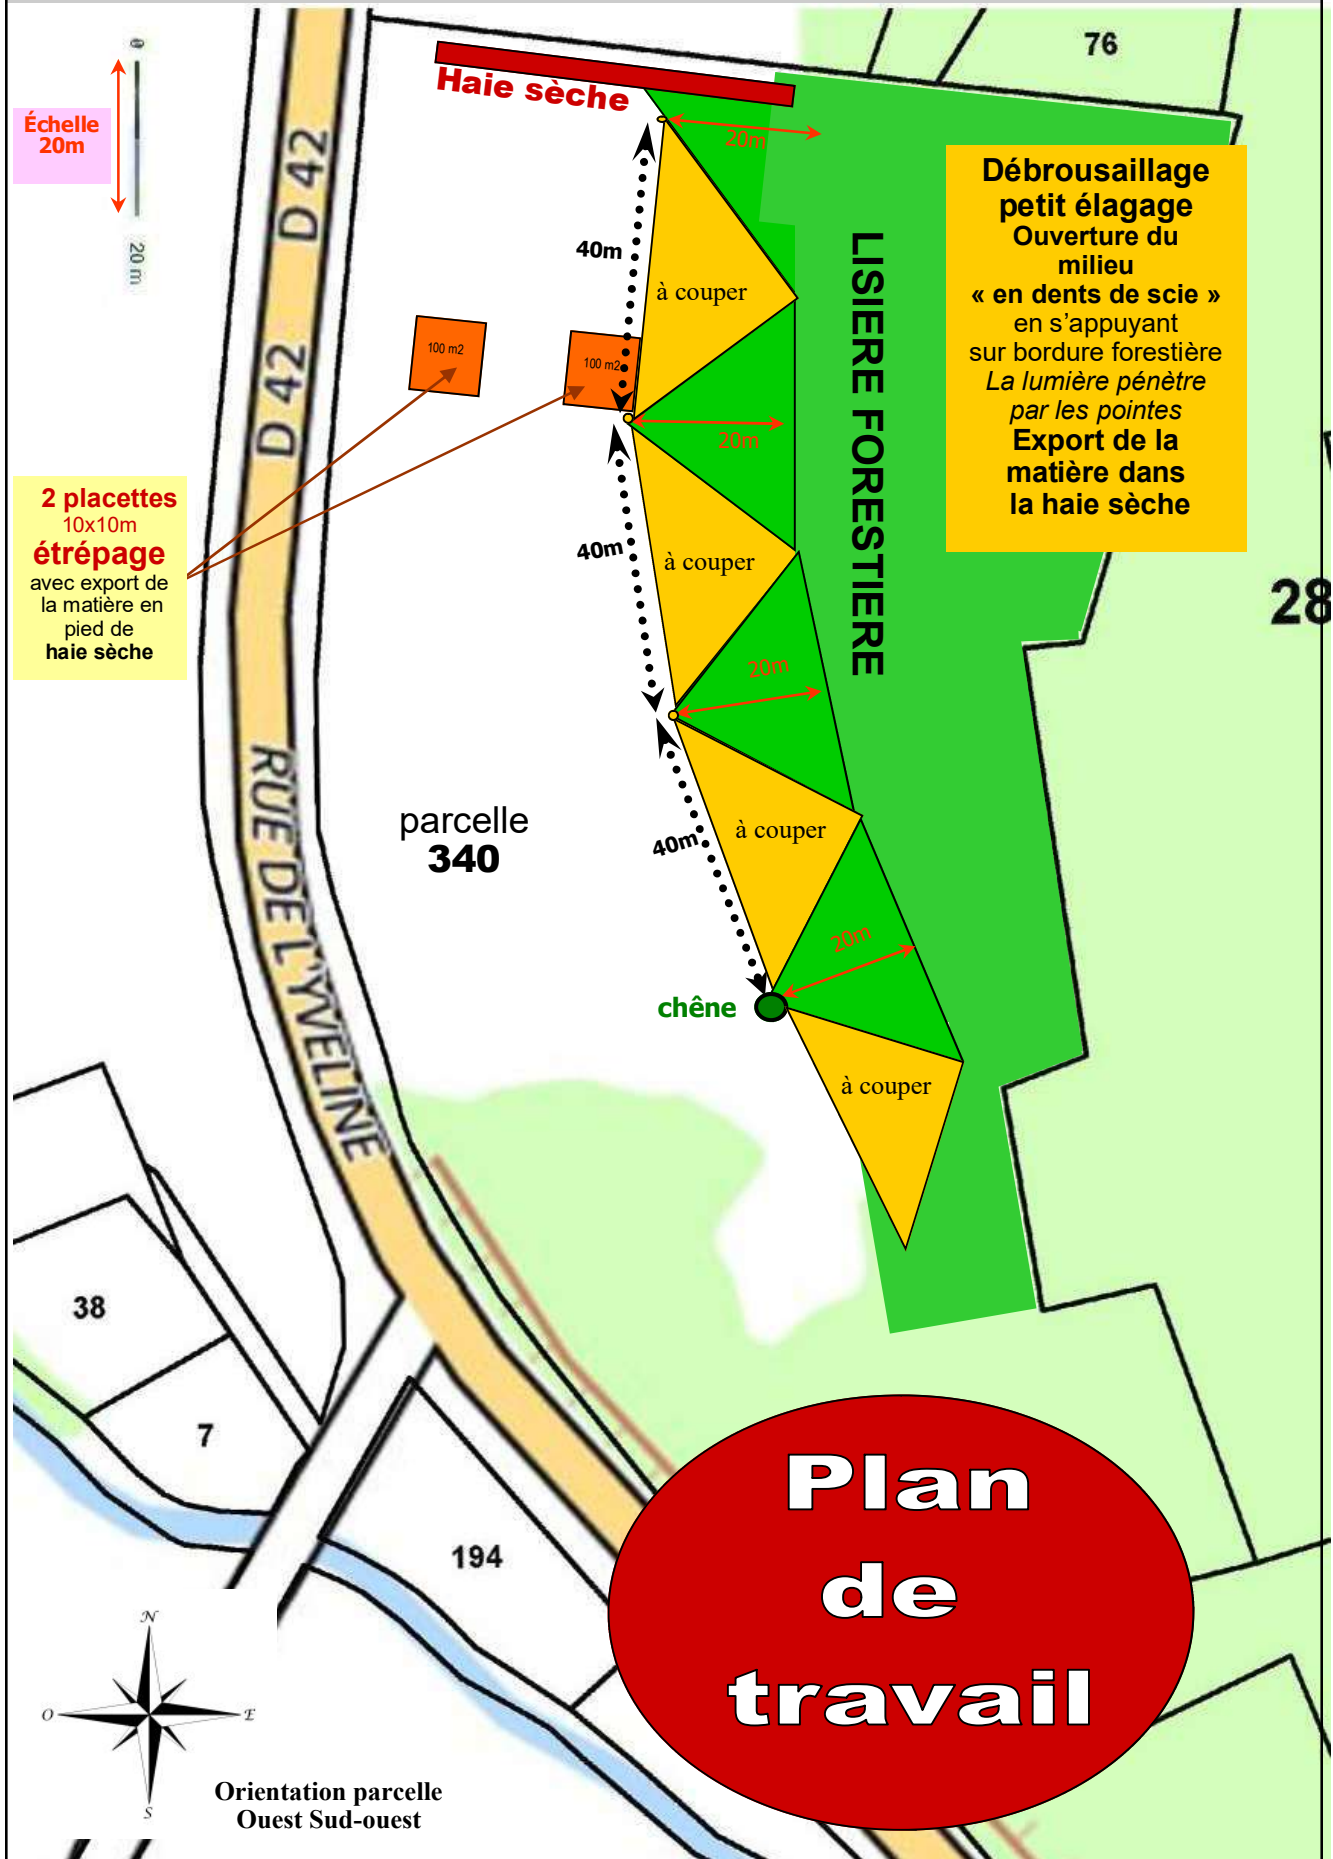 76
0
Échelle
20m
20 m
Haie sèche
20m
D 42
D 42
40m
à couper
LISIERE FORESTIERE
Débrousaillage
petit élagage
Ouverture du
milieu
« en dents de scie »
en s'appuyant
sur bordure forestière
La lumière pénètre
par les pointes
Export de la
matière dans
la haie sèche
100 m2
100 m2
20m
2 placettes
10x10m
étrépage
avec export de
la matière en
pied de
haie sèche
40m
à couper
28
20m
RUE DE L'YVELINE
parcelle
340
40m
à couper
20m
chêne
à couper
38
7
194
Plan
de
travail
N
O
E
S
Orientation parcelle
Ouest Sud-ouest